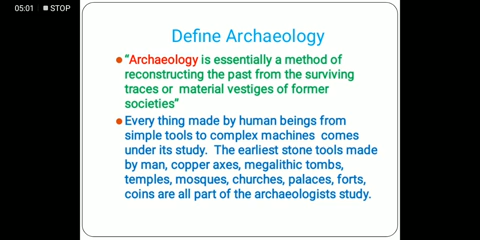 05:01 STOP
Define Archaeology
"Archaeology is essentially a method of
reconstructing the past from the surviving
traces or material vestiges of former
societies"
Every thing made by human beings from
simple tools to complex machines comes
under its study. The earliest stone tools made
by man, copper axes, megalithic tombs,
temples, mosques, churches, palaces, forts,
coins are all part of the archaeologists study.